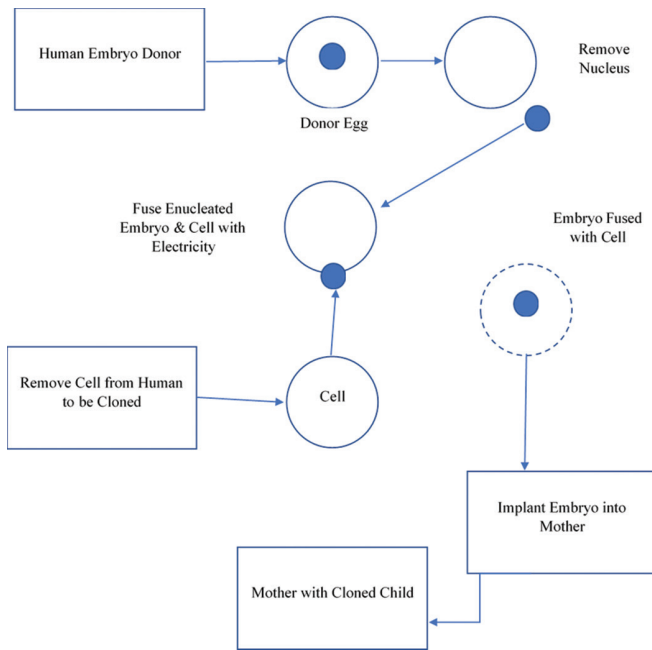 Human Embryo Donor
Donor Egg
Remove
Nucleus
Fuse Enucleated
Embryo & Cell with
Electricity
Embryo Fused
with Cell
Remove Cell from Human
to be Cloned
Cell
Implant Embryo into
Mother
Mother with Cloned Child